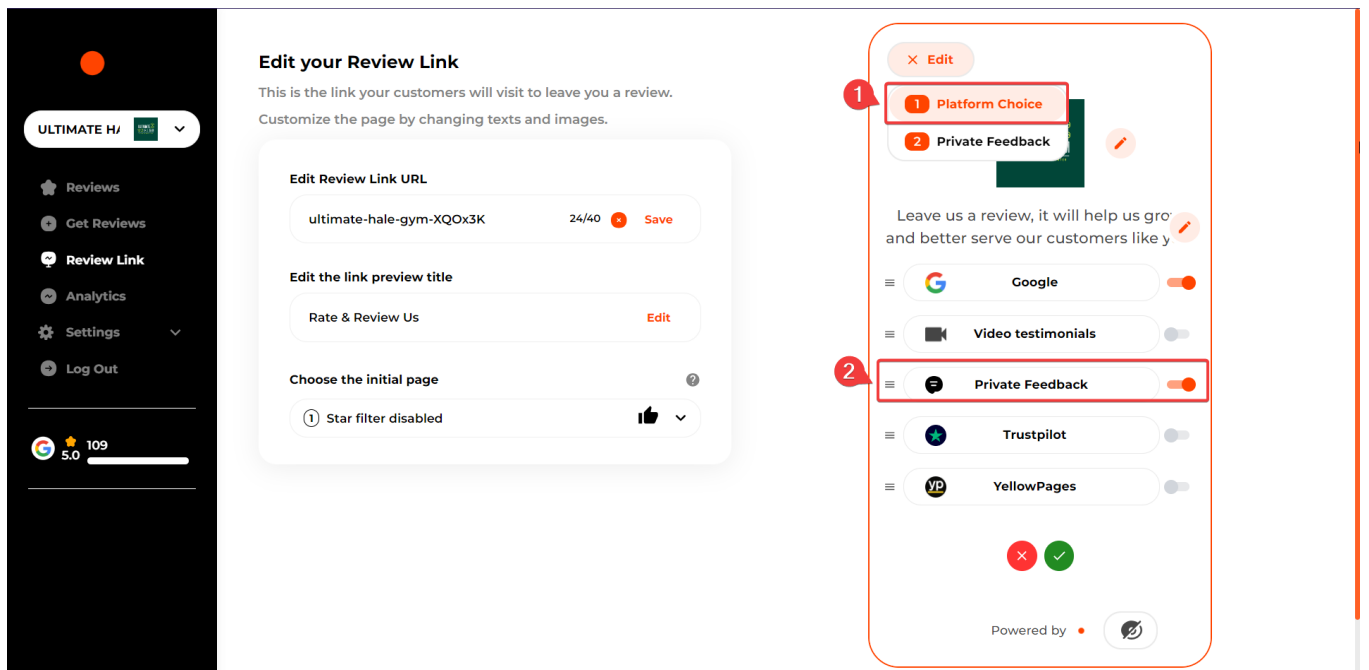 ULTIMATE HA
Reviews
Get Reviews
Review Link
Analytics
Settings
Log Out
109
5.0
Edit your Review Link
This is the link your customers will visit to leave you a review.
Customize the page by changing texts and images.
Edit Review Link URL
ultimate-hale-gym-XQOx3K 24/40 Save
Edit the link preview title
Rate & Review Us Edit
Choose the initial page ?
1 Star filter disabled
Edit
1
1 Platform Choice
2 Private Feedback
Leave us a review, it will help us gro
and better serve our customers like y
Google
Video testimonials
2
Private Feedback
Trustpilot
yp YellowPages
Powered by